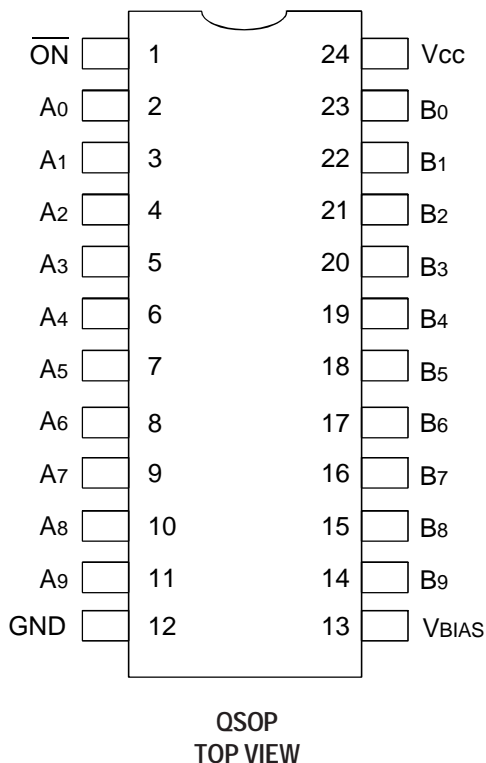 ON 1 24 Vcc
A0 2 23 B0
A1 3 22 B1
A2 4 21 B2
A3 5 20 B3
A4 6 19 B4
A5 7 18 B5
A6 8 17 B6
A7 9 16 B7
A8 10 15 B8
A9 11 14 B9
GND 12 13 VBIAS
QSOP
TOP VIEW